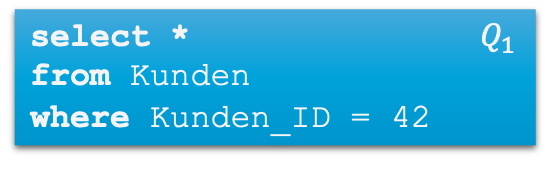 select * Q₁
from Kunden
where Kunden_ID = 42